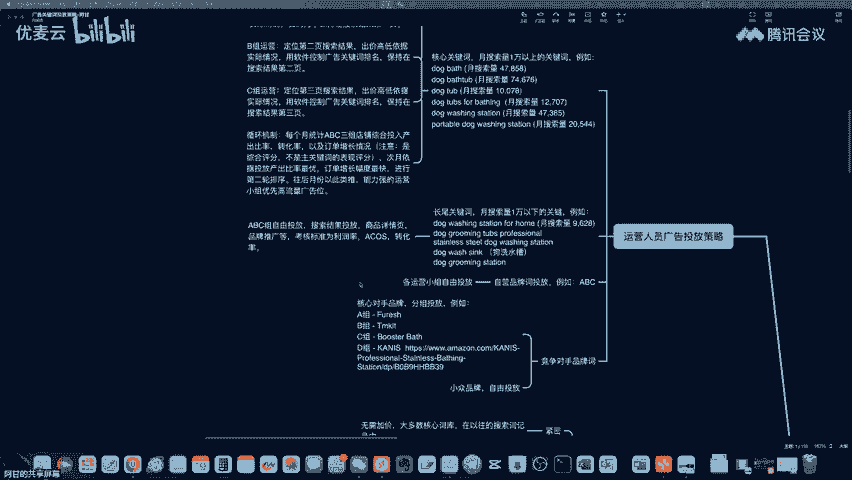 优麦云 bilibili
腾讯会议
B组运营：定位第二页搜索结果，出价高低依据
实际情况，使用软件控制广告关键词排名，保持在
搜索结果第二页。
C组运营：定位第三页搜索结果，出价高低依据
实际情况，用软件控制广告关键词排名，保持在
搜索结果第三页。
循环机制：每个月统计ABC三组店铺综合投入产
出比率、转化率，以及订单增长情况（注意：是
综合评分，不是主关键词的表现评分）、次月依
据投放产出比率最优，订单增长幅度最快，进行
第二轮排序。往后月份以此类推，能力强的运营
小组优先高流量广告位。
核心关键词，月搜索量1万以上的关键词，例如：
dog bath (月搜索量 47,858)
dog bathtub (月搜索量 74,676)
dog tub (月搜索量 10,078)
dog tubs for bathing (月搜索量 12,707)
dog washing station (月搜索量 47,365)
portable dog washing station (月搜索量 20,544)
ABC组自由投放，搜索结果投放，商品详情页，
品牌推广等，考核标准为利润率，ACOS，转化
率。
长尾关键词，月搜索量1万以下的关键，例如：
dog washing station for home (月搜索量 9,628)
dog grooming tubs professional
stainless steel dog washing station
dog wash sink （狗洗水槽）
dog grooming station
运营人员广告投放策略
各运营小组自由投放
自营品牌词投放，例如：ABC
核心对手品牌，分组投放，例如：
A组 - Furesh
B组 - Tmkit
C组 - Booster Bath
D组 - KANIS https://www.amazon.com/KANIS-
Professional-Stainless-Bathing-
Station/dp/B0B9HHBB39
竞争对手品牌词
小众品牌，自由投放
无需加价，大多数核心词库，在以往的搜索词记
紧密
阿甘的共享屏幕